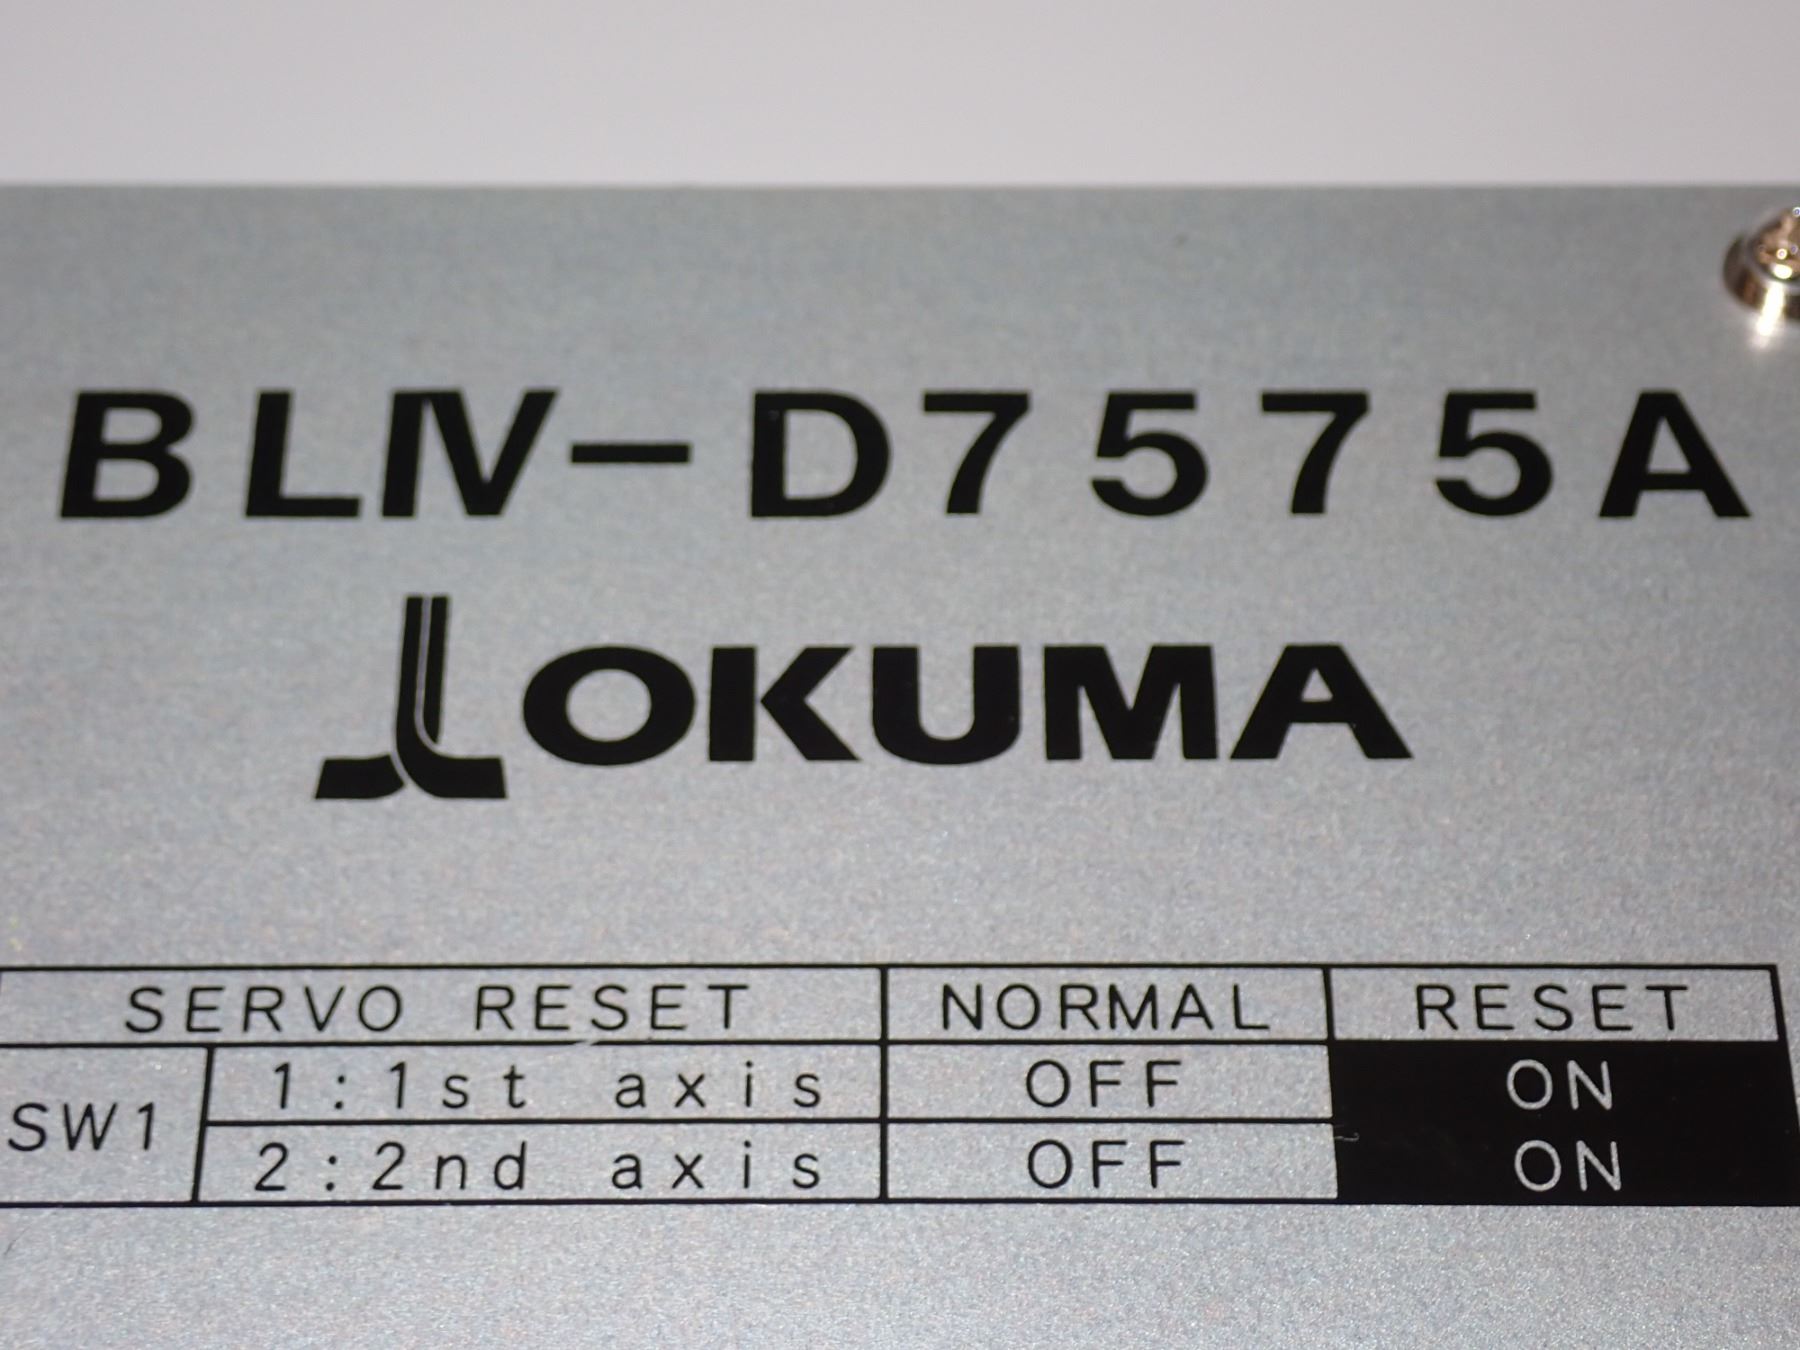 BLⅣ-D7575A
OKUMA
SERVO RESET NORMAL RESET
SW1 1:1st axis OFF ON
2:2nd axis OFF ON